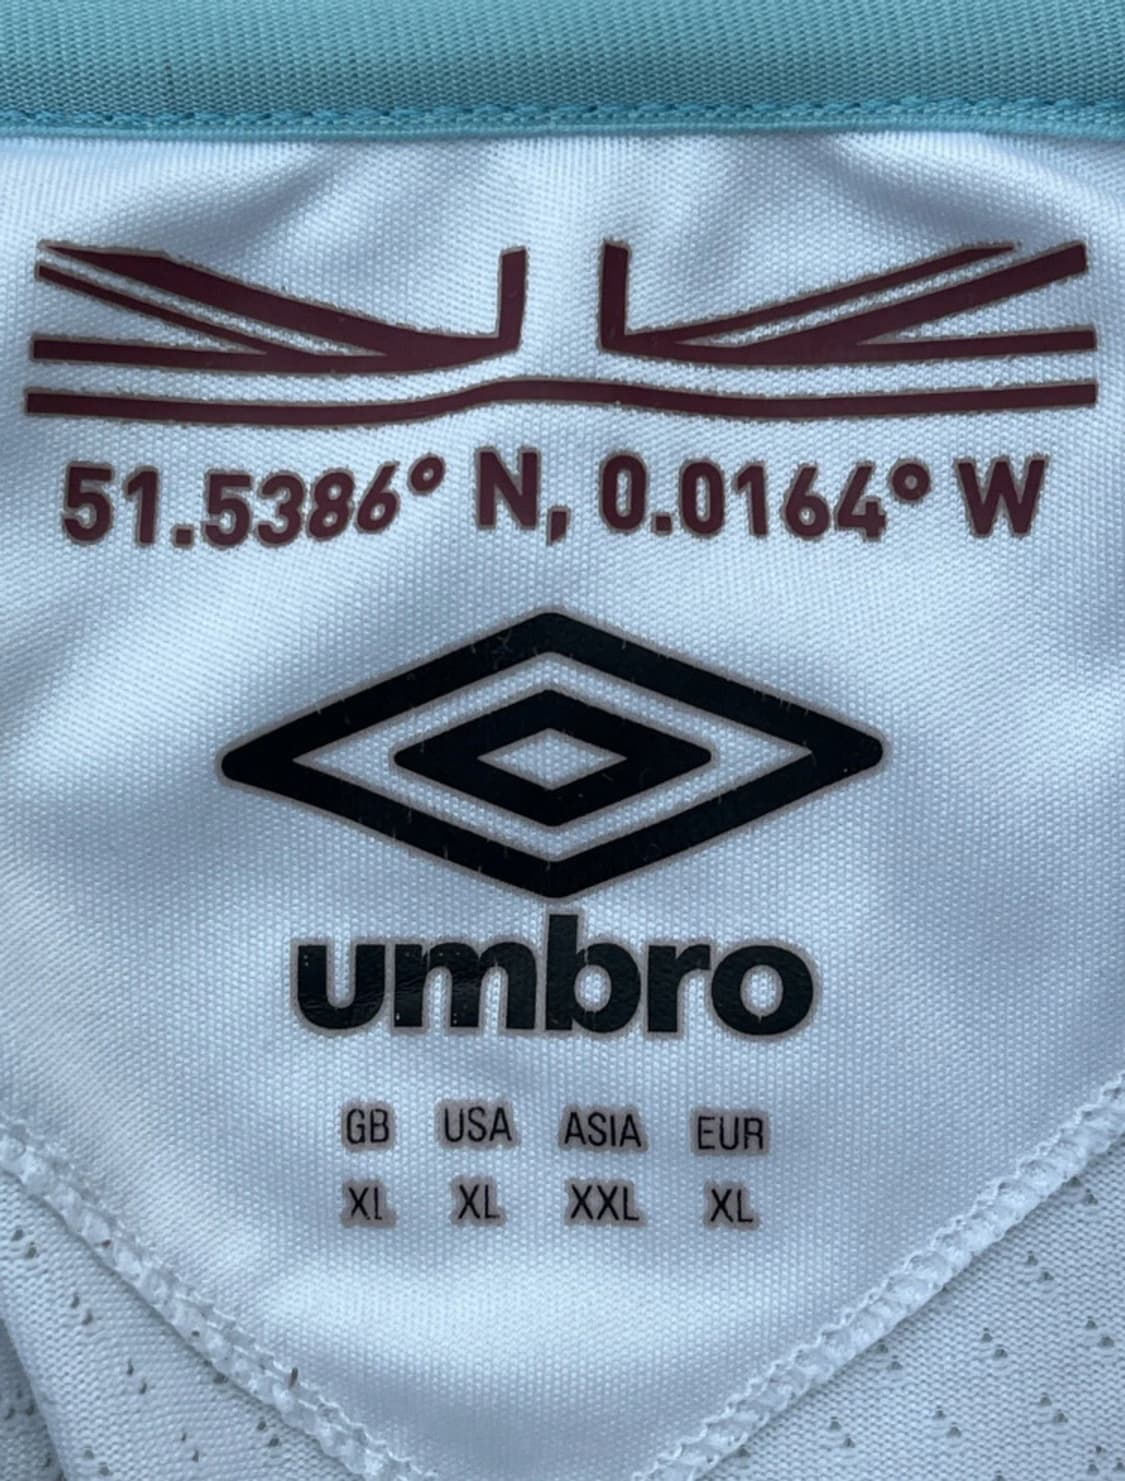 51.5386° N, 0.0164° W
umbro
GB USA ASIA EUR
XL XL XXL XL